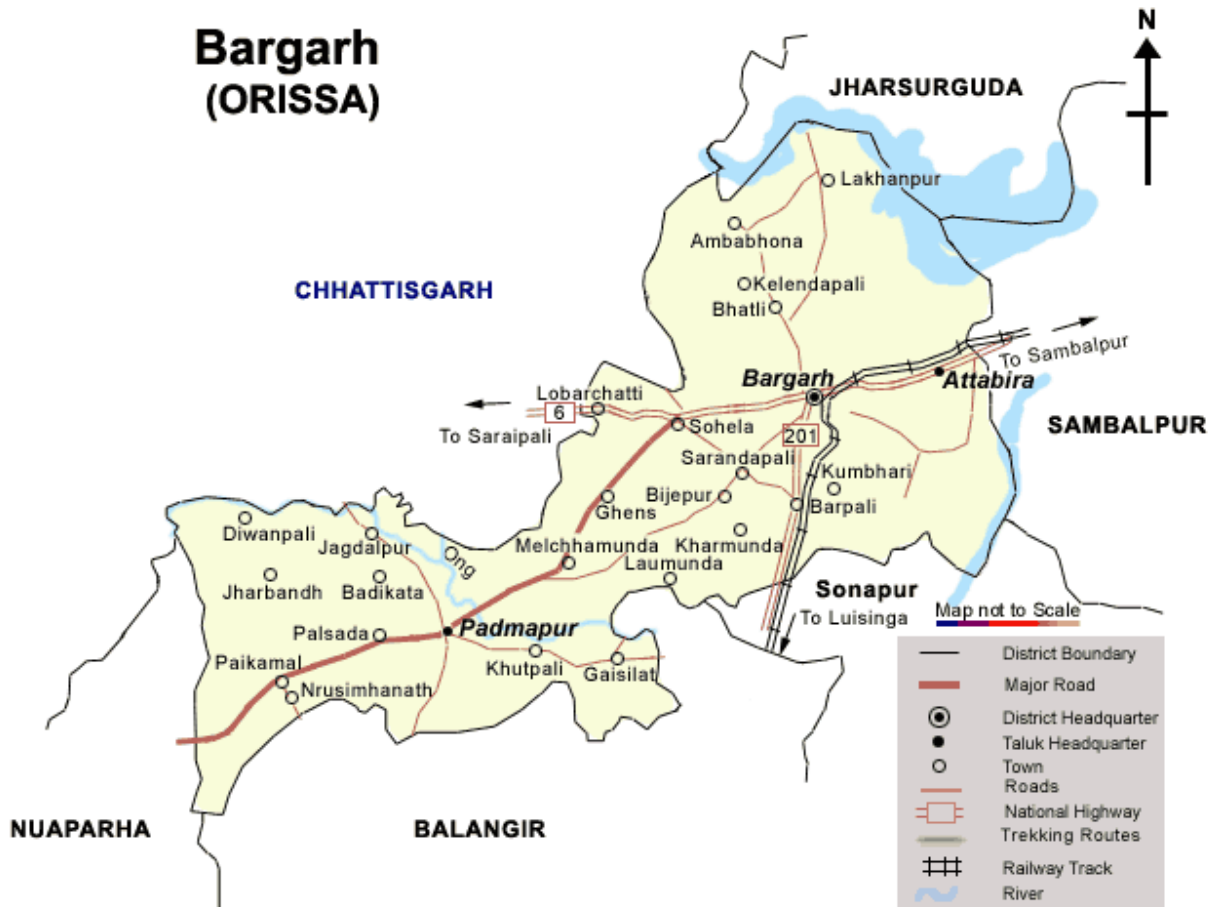 Bargarh
(ORISSA)
N
JHARSURGUDA
Lakhanpur
Ambabhona
CHHATTISGARH
Kelendapali
Bhatli
To Sambalpur
Bargarh
Attabira
Lobarchatti
6
To Saraipali
Sohela
201
SAMBALPUR
Sarandapali
Kumbhari
Bijepur
Ghens
Barpali
Diwanpali
Jagdalpur
Ong
Melchhamunda
Kharmunda
Laumunda
Jharbandh
Badikata
Sonapur
Map not to Scale
To Luisinga
Palsada
Padmapur
Paikamal
Khutpali
Gaisilat
Nrusimhanath
NUAPARHA
BALANGIR
District Boundary
Major Road
District Headquarter
Taluk Headquarter
Town
Roads
National Highway
Trekking Routes
Railway Track
River